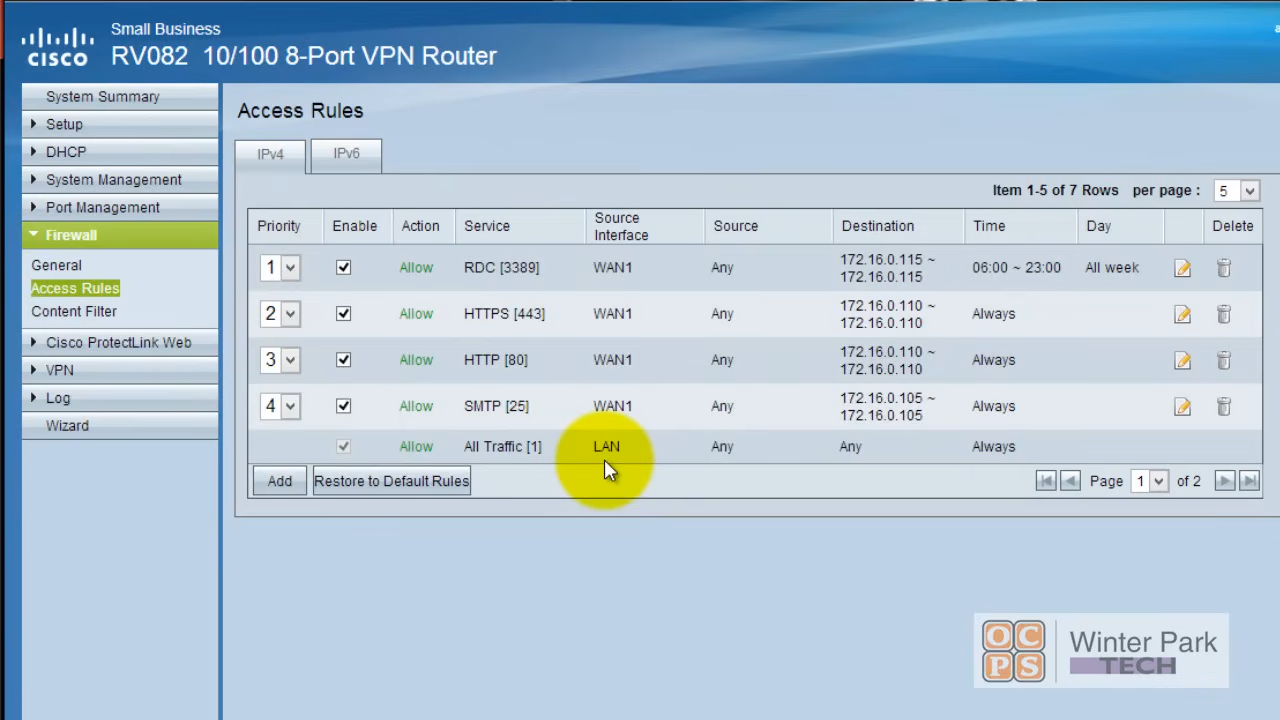 Small Business
CISCO RV082 10/100 8-Port VPN Router
System Summary
Setup
DHCP
System Management
Port Management
Firewall
General
Access Rules
Content Filter
Cisco ProtectLink Web
VPN
Log
Wizard
Access Rules
IPv4 IPv6
Item 1-5 of 7 Rows per page : 5
Priority Enable Action Service Source Interface Source Destination Time Day Delete
1 Allow RDC [3389] WAN1 Any 172.16.0.115 ~ 172.16.0.115 06:00 ~ 23:00 All week
2 Allow HTTPS [443] WAN1 Any 172.16.0.110 ~ 172.16.0.110 Always
3 Allow HTTP [80] WAN1 Any 172.16.0.110 ~ 172.16.0.110 Always
4 Allow SMTP [25] WAN1 Any 172.16.0.105 ~ 172.16.0.105 Always
Allow All Traffic [1] LAN Any Any Always
Add Restore to Default Rules Page 1 of 2
OCPS Winter Park
TECH